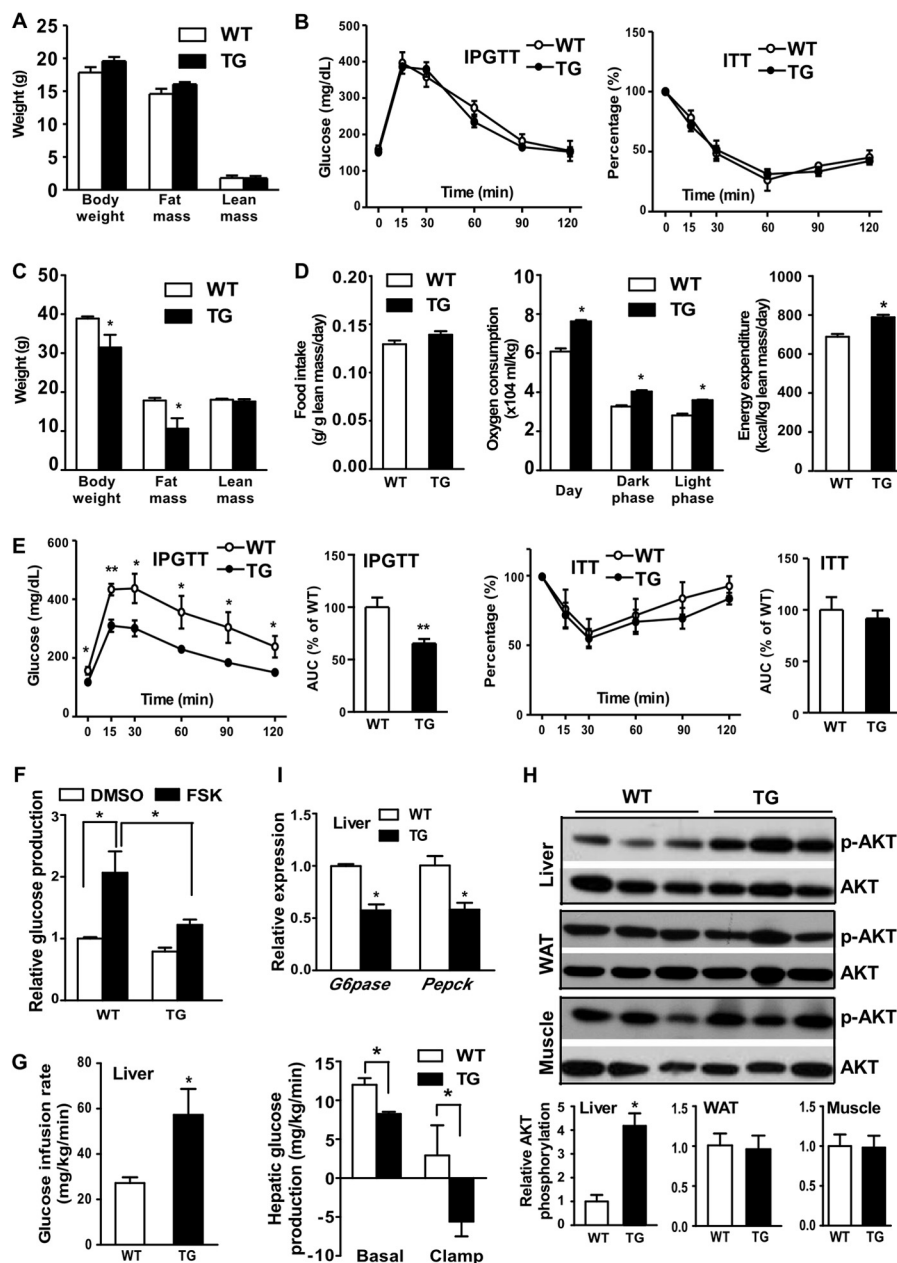 A
WT
TG
Weight (g)
25
20
15
10
5
0
Body weight
Fat mass
Lean mass
B
IPGTT
WT
TG
Glucose (mg/dL)
400
300
200
100
Time (min)
0 15 30 60 90 120
ITT
WT
TG
Percentage (%)
100
50
0
Time (min)
0 15 30 60 90 120
C
WT
TG
Weight (g)
50
40
30
20
10
0
*
*
Body weight
Fat mass
Lean mass
D
WT
TG
Food intake
(g/ g lean mass/day)
0.20
0.15
0.10
0.05
0.00
WT TG
WT
TG
Oxygen consumption
(x104 ml/kg)
10
8
6
4
2
0
*
*
*
Day
Dark phase
Light phase
Energy expenditure
(kcal/kg lean mass/day)
1000
800
600
400
200
0
*
WT TG
E
IPGTT
WT
TG
Glucose (mg/dL)
600
400
200
0
* ** * * * *
Time (min)
0 15 30 60 90 120
IPGTT
AUC (% of WT)
150
100
50
0
**
WT TG
ITT
WT
TG
Percentage (%)
100
50
0
Time (min)
0 15 30 60 90 120
ITT
AUC (% of WT)
150
100
50
0
WT TG
F
DMSO FSK
Relative glucose production
3
2
1
0
* *
WT TG
I
Liver
WT
TG
Relative expression
1.5
1.0
0.5
0.0
* *
G6pase Pepck
H
WT TG
Liver
p-AKT
AKT
WAT
p-AKT
AKT
Muscle
p-AKT
AKT
Relative AKT
phosphorylation
Liver
5
4
3
2
1
0
*
WT TG
WAT
1.5
1.0
0.5
0.0
WT TG
Muscle
1.5
1.0
0.5
0.0
WT TG
G
Liver
Glucose infusion rate
(mg/kg/min)
80
60
40
20
0
*
WT TG
WT
TG
Hepatic glucose
production (mg/kg/min)
15
10
5
0
-5
-10
* *
Basal Clamp